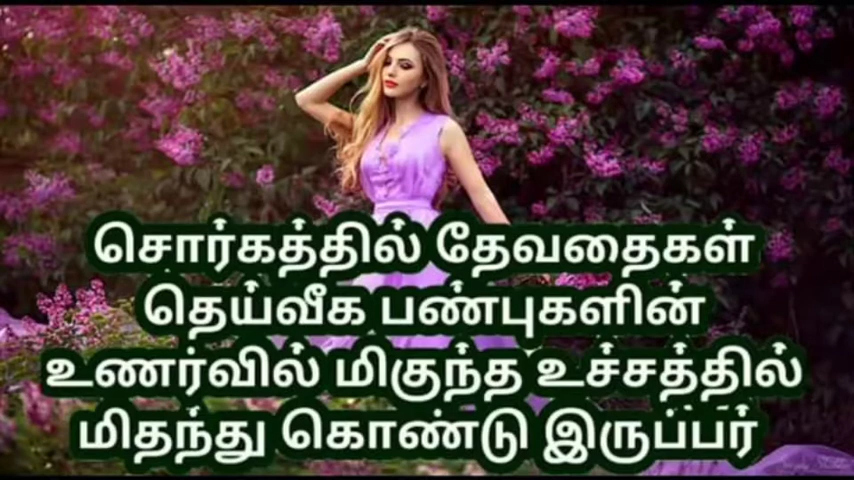 சொர்கத்தில் தேவதைகள்
தெய்வீக பண்புகளின்
உணர்வில் மிகுந்த உச்சத்தில்
மிதந்து கொண்டு இருப்பர்